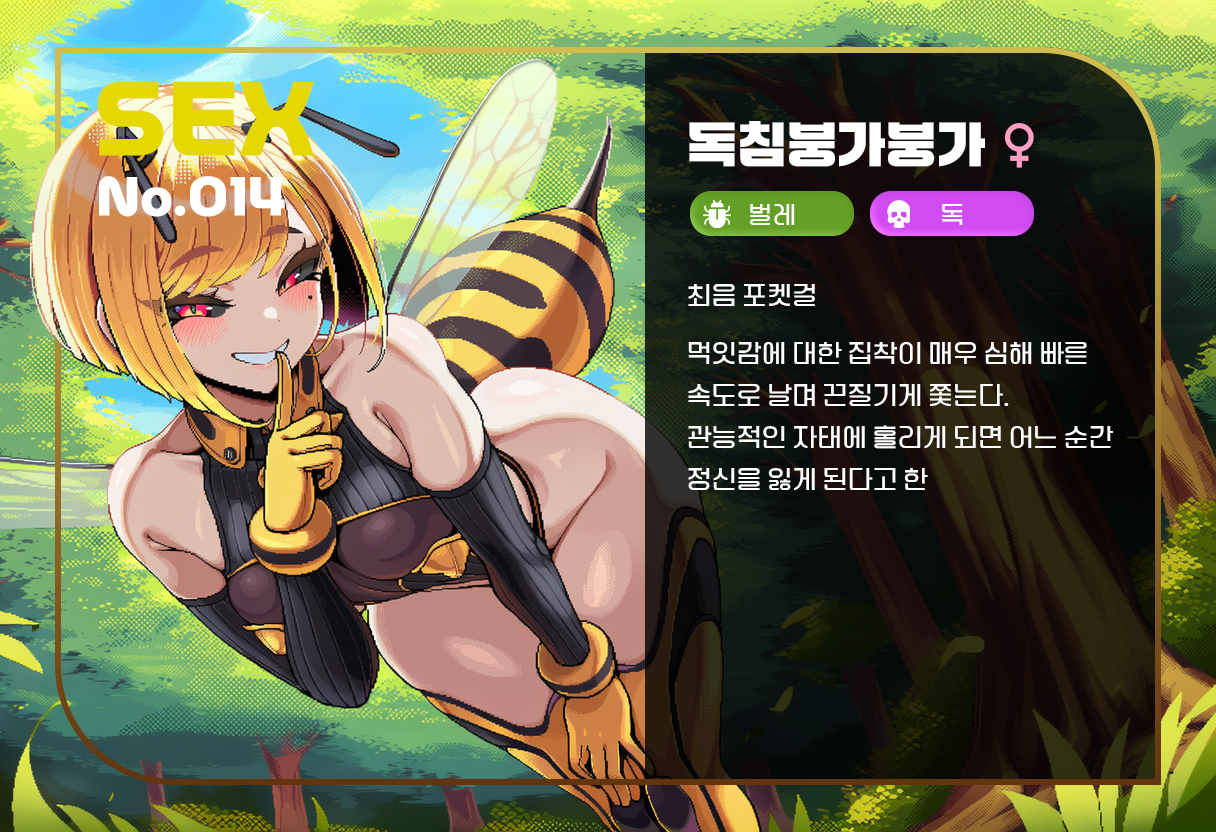 SEX
No.014
독침붕가붕가 ♀
벌레
독
최음 포켓걸
먹잇감에 대한 집착이 매우 심해 빠른
속도로 날며 끈질기게 쫓는다.
관능적인 자태에 홀리게 되면 어느 순간
정신을 잃게 된다고 한